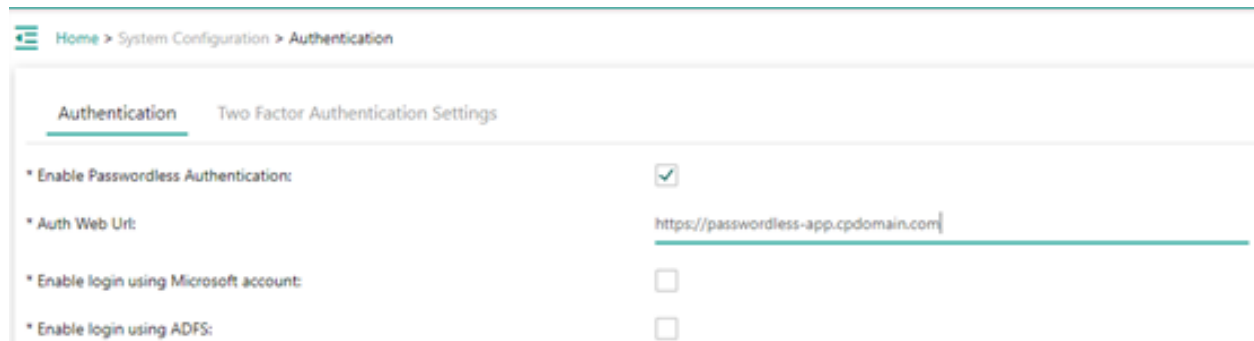 Home > System Configuration > Authentication
Authentication Two Factor Authentication Settings
* Enable Passwordless Authentication:
* Auth Web Url: https://passwordless-app.cpdomain.com
* Enable login using Microsoft account:
* Enable login using ADFS: